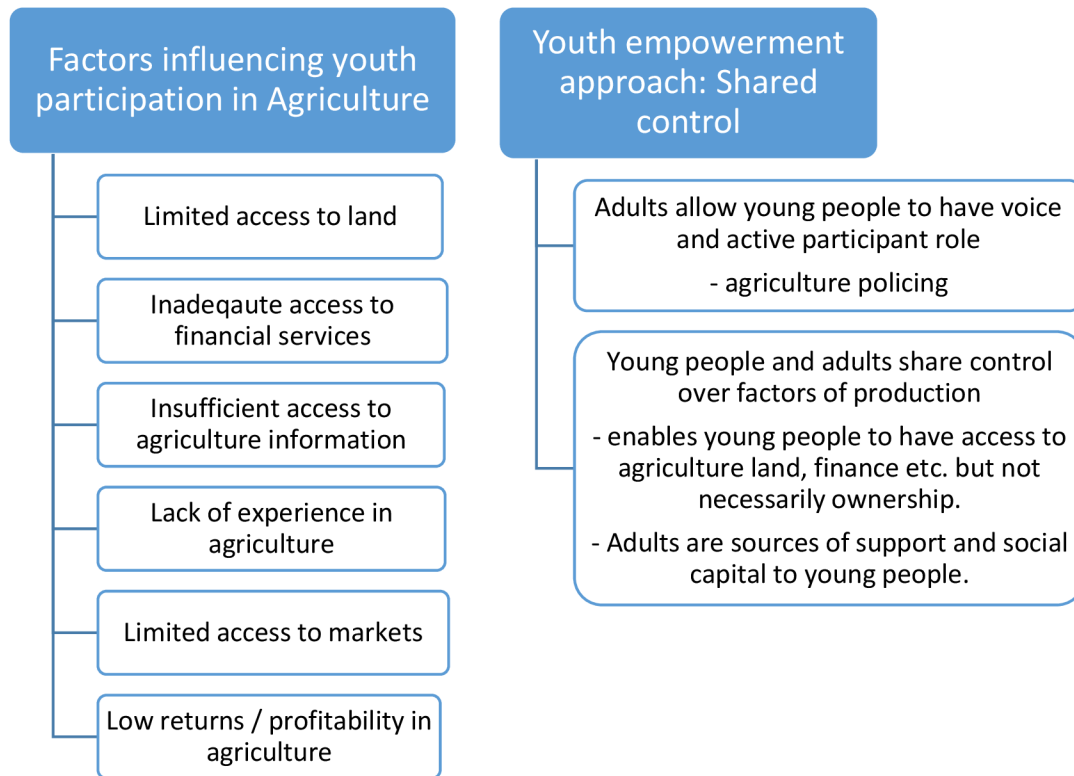 Factors influencing youth
participation in Agriculture
Limited access to land
Inadeqaute access to
financial services
Insufficient access to
agriculture information
Lack of experience in
agriculture
Limited access to markets
Low returns / profitability in
agriculture
Youth empowerment
approach: Shared
control
Adults allow young people to have voice
and active participant role
- agriculture policing
Young people and adults share control
over factors of production
- enables young people to have access to
agriculture land, finance etc. but not
necessarily ownership.
- Adults are sources of support and social
capital to young people.